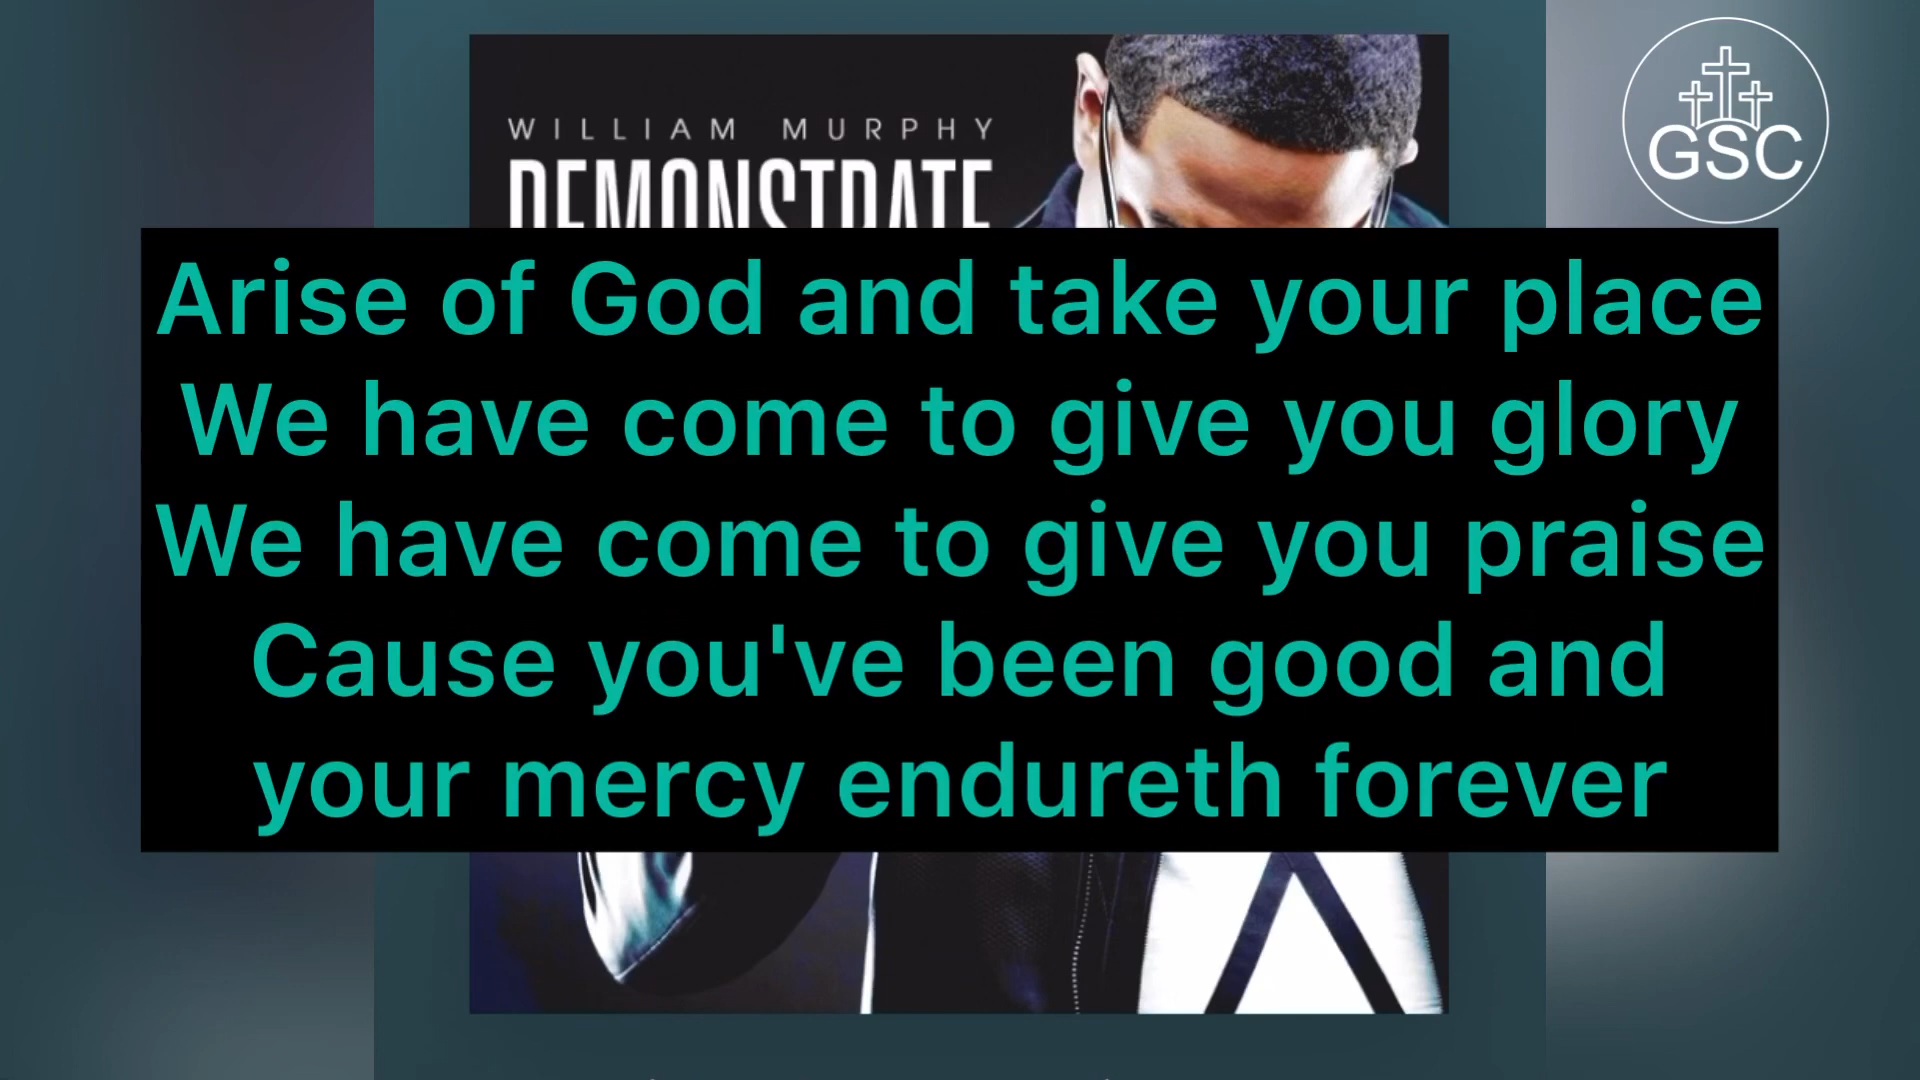 WILLIAM MURPHY
DEMONSTRATE
GSC
Arise of God and take your place
We have come to give you glory
We have come to give you praise
Cause you've been good and
your mercy endureth forever